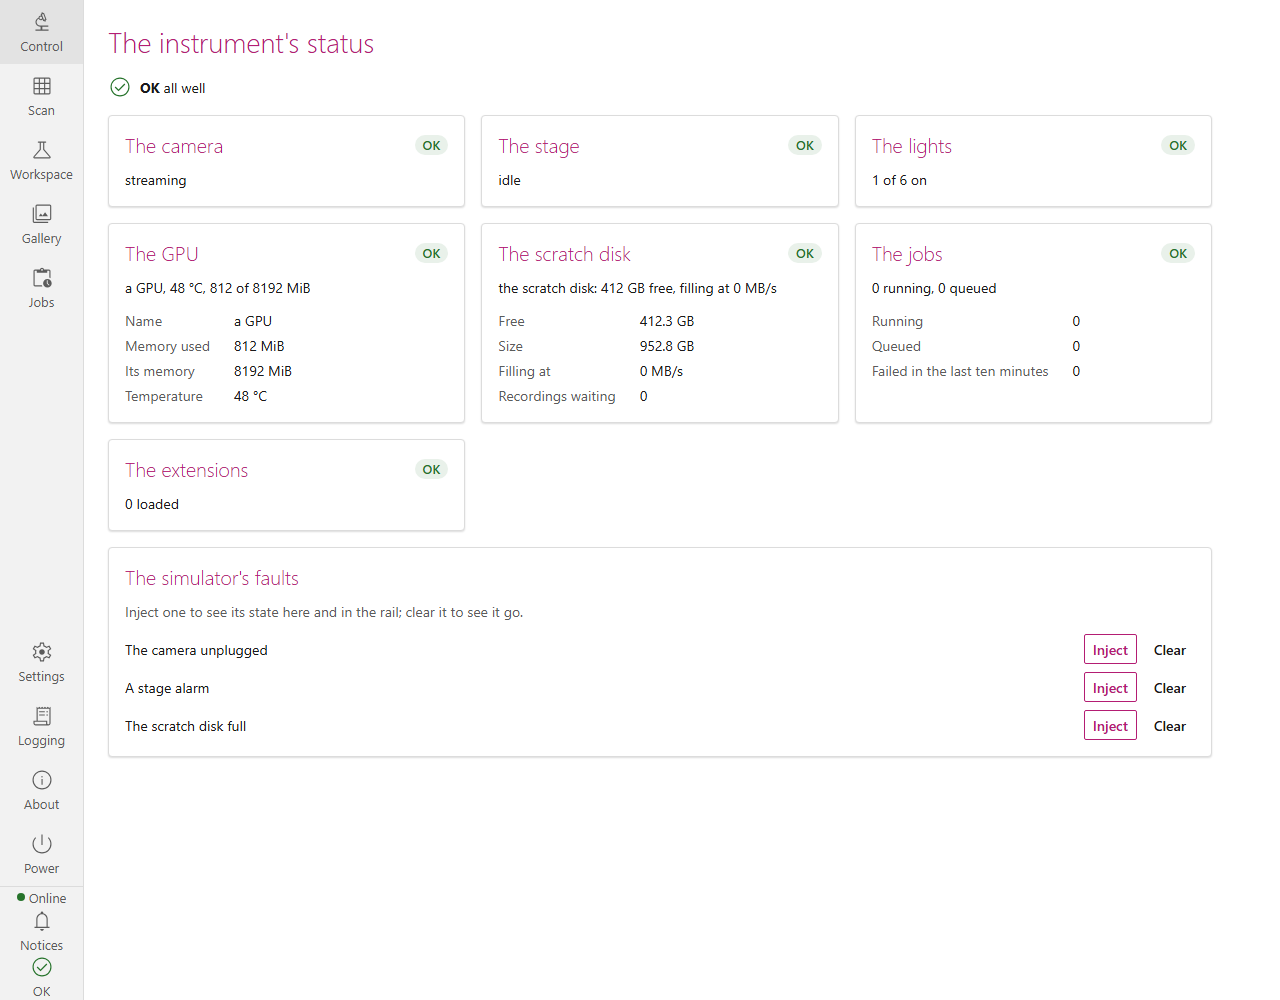 Control
Scan
Workspace
Gallery
Jobs
Settings
Logging
About
Power
Online
Notices
OK
The instrument's status
OK all well
The camera OK
streaming
The stage OK
idle
The lights OK
1 of 6 on
The GPU OK
a GPU, 48 °C, 812 of 8192 MiB
Name a GPU
Memory used 812 MiB
Its memory 8192 MiB
Temperature 48 °C
The scratch disk OK
the scratch disk: 412 GB free, filling at 0 MB/s
Free 412.3 GB
Size 952.8 GB
Filling at 0 MB/s
Recordings waiting 0
The jobs OK
0 running, 0 queued
Running 0
Queued 0
Failed in the last ten minutes 0
The extensions OK
0 loaded
The simulator's faults
Inject one to see its state here and in the rail; clear it to see it go.
The camera unplugged Inject Clear
A stage alarm Inject Clear
The scratch disk full Inject Clear